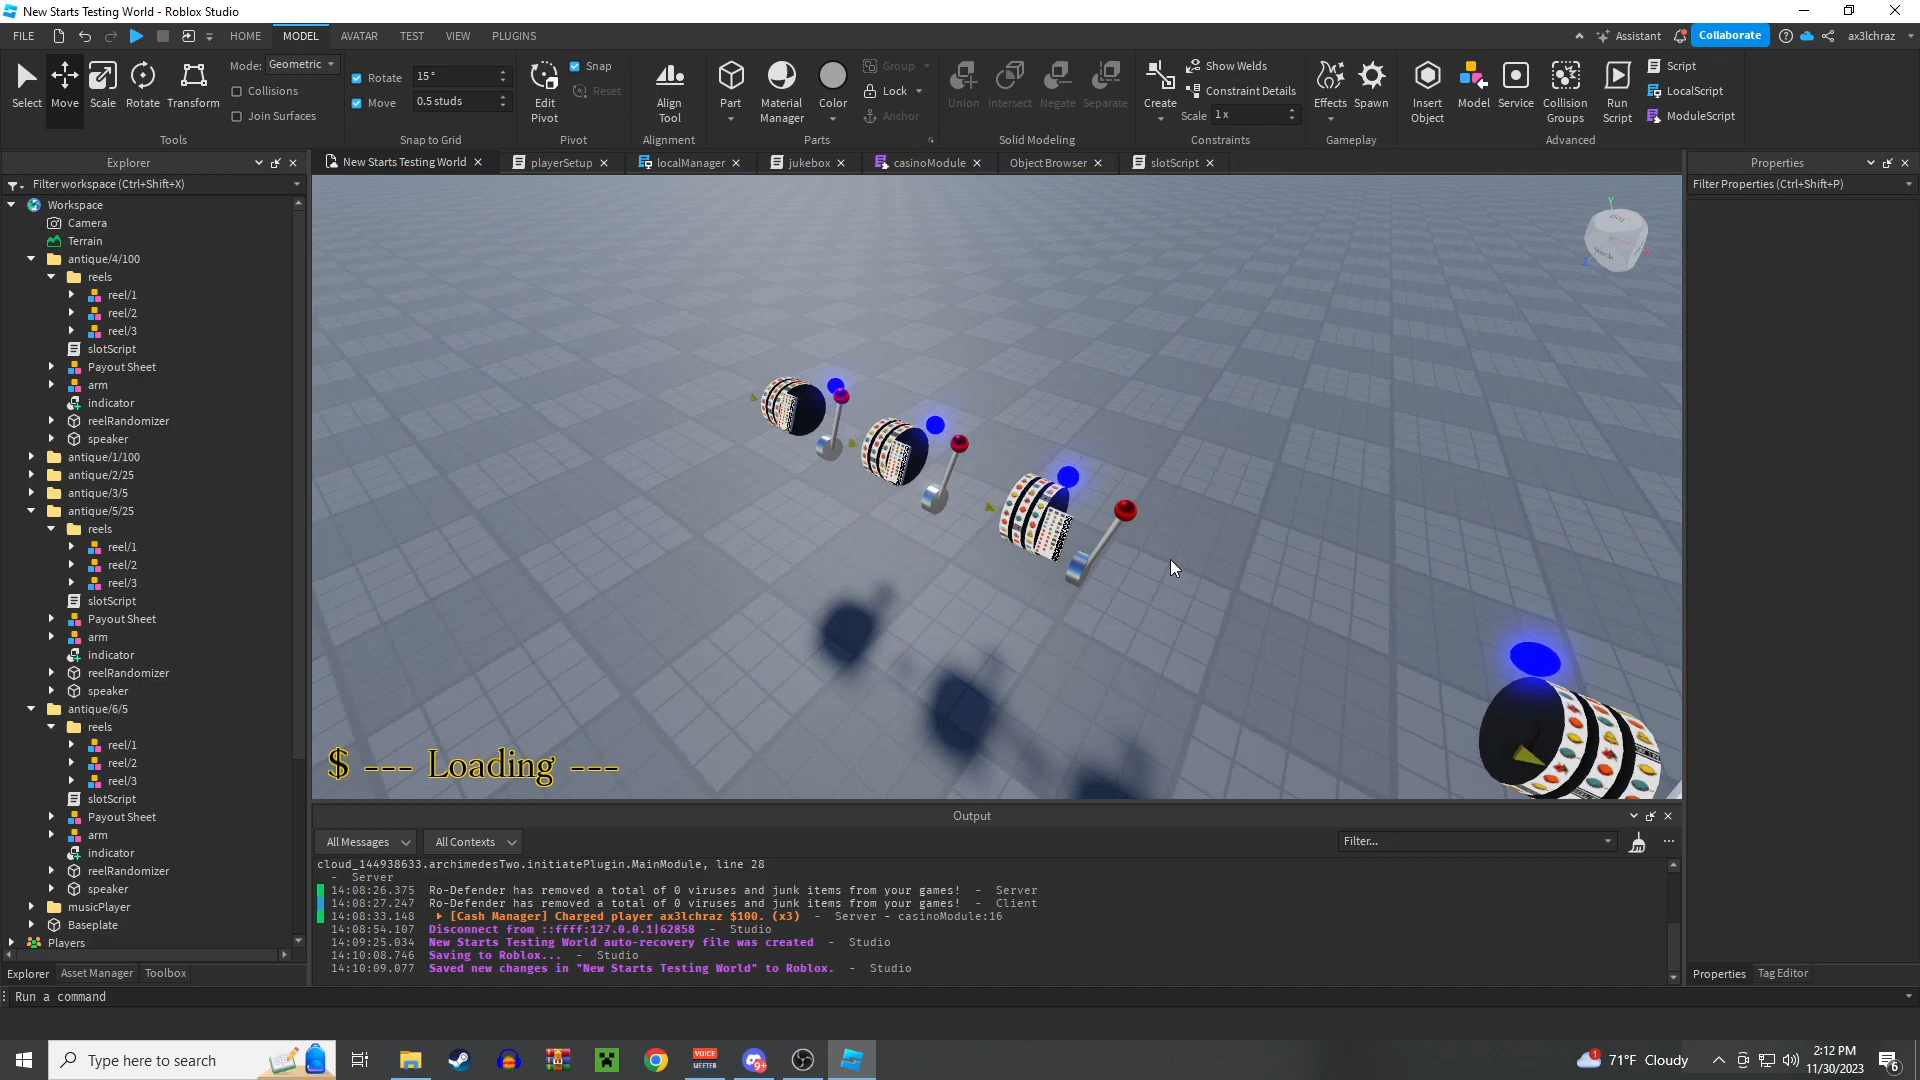 New Starts Testing World - Roblox Studio
FILE HOME MODEL AVATAR TEST VIEW PLUGINS Assistant Collaborate ax3lchraz
Select Move Scale Rotate Transform
Mode: Geometric
Collisions
Join Surfaces
Tools
Rotate 15°
Move 0.5 studs
Snap to Grid
Edit Pivot
Snap
Reset
Pivot
Align Tool
Alignment
Part Material Manager Color
Group
Lock
Anchor
Parts
Union Intersect Negate Separate
Solid Modeling
Create
Show Welds
Constraint Details
Scale 1 x
Constraints
Effects Spawn
Gameplay
Insert Object Model Service Collision Groups Run Script
Script
LocalScript
ModuleScript
Advanced
Explorer
New Starts Testing World playerSetup localManager jukebox casinoModule Object Browser slotScript
Properties
Filter workspace (Ctrl+Shift+X)
Filter Properties (Ctrl+Shift+P)
Workspace
Camera
Terrain
antique/4/100
reels
reel/1
reel/2
reel/3
slotScript
Payout Sheet
arm
indicator
reelRandomizer
speaker
antique/1/100
antique/2/25
antique/3/5
antique/5/25
reels
reel/1
reel/2
reel/3
slotScript
Payout Sheet
arm
indicator
reelRandomizer
speaker
antique/6/5
reels
reel/1
reel/2
reel/3
slotScript
Payout Sheet
arm
indicator
reelRandomizer
speaker
musicPlayer
Baseplate
Players
Explorer Asset Manager Toolbox
$ --- Loading ---
Output
All Messages All Contexts Filter...
cloud_144938633.archimedesTwo.initiatePlugin.MainModule, line 28
- Server
14:08:26.375 Ro-Defender has removed a total of 0 viruses and junk items from your games! - Server
14:08:27.247 Ro-Defender has removed a total of 0 viruses and junk items from your games! - Client
14:08:33.148 [Cash Manager] Charged player ax3lchraz $100. (x3) - Server - casinoModule:16
14:08:54.107 Disconnect from ::ffff:127.0.0.1|62858 - Studio
14:09:25.034 New Starts Testing World auto-recovery file was created - Studio
14:10:08.746 Saving to Roblox... - Studio
14:10:09.077 Saved new changes in "New Starts Testing World" to Roblox. - Studio
Properties Tag Editor
Run a command
Type here to search
VOICE MEETER
9+
1
71°F Cloudy
2:12 PM
11/30/2023
6